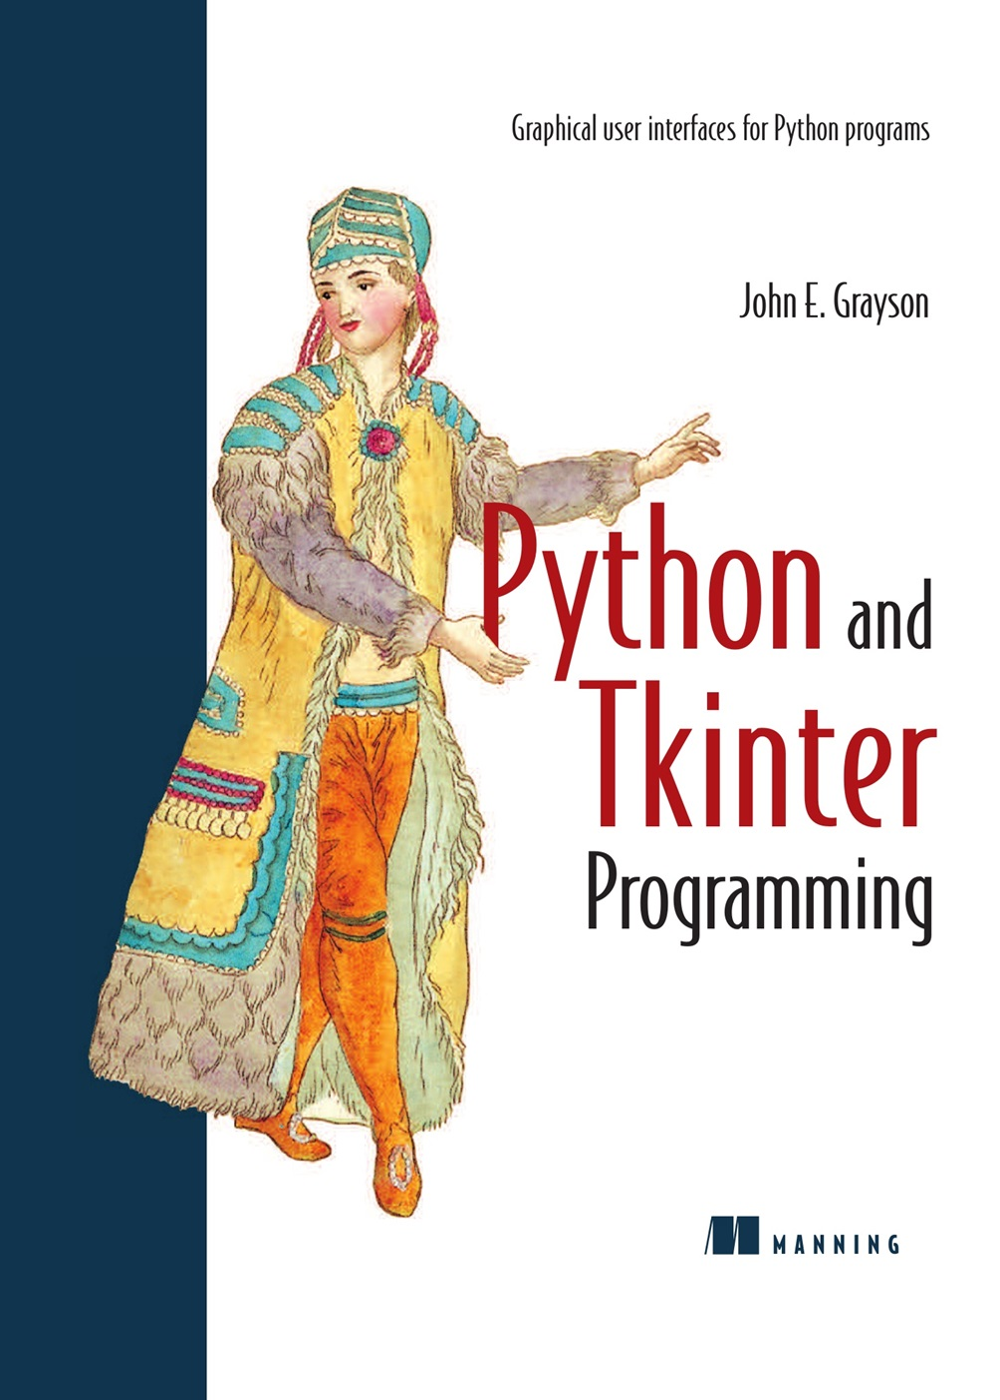 Graphical user interfaces for Python programs
John E. Grayson
Python and
Tkinter
Programming
MANNING